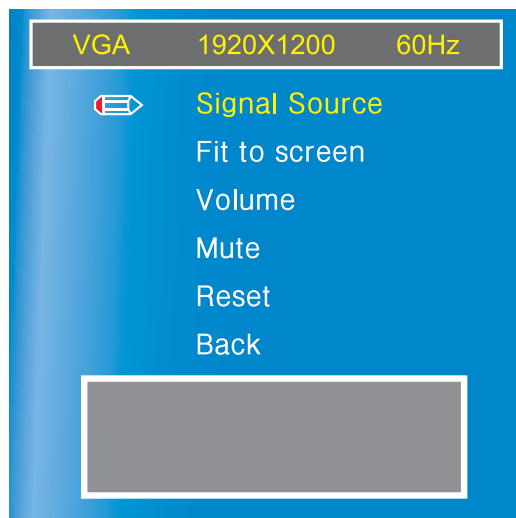 VGA 1920X1200 60Hz
Signal Source
Fit to screen
Volume
Mute
Reset
Back